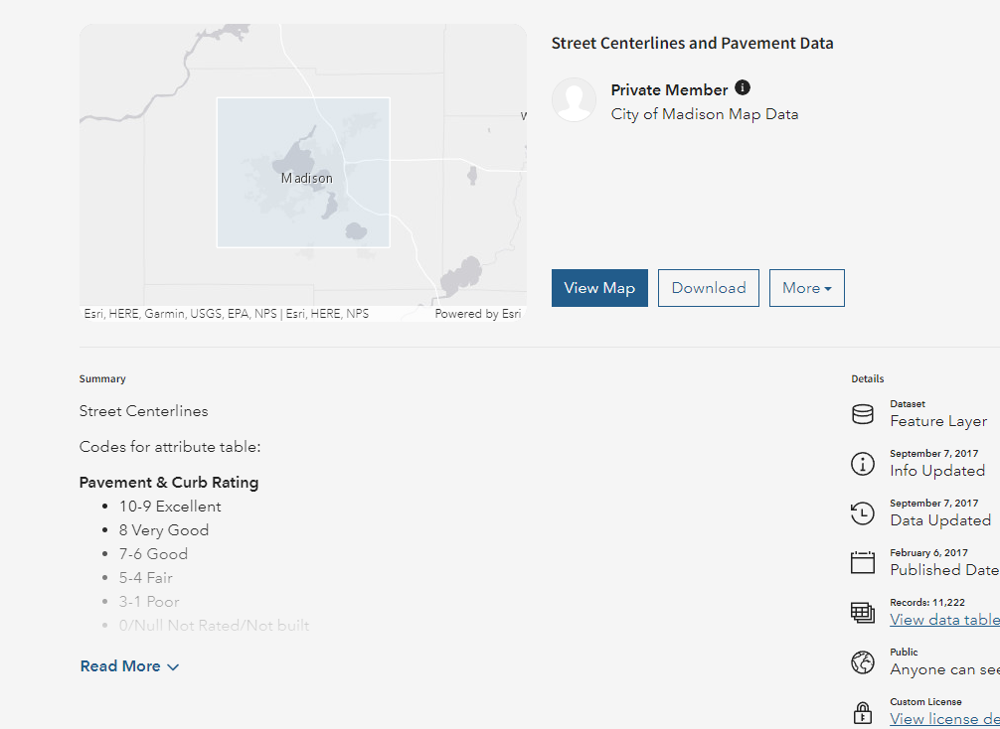 Street Centerlines and Pavement Data
Private Member
City of Madison Map Data
W
Madison
View Map
Download
More
Esri, HERE, Garmin, USGS, EPA, NPS | Esri, HERE, NPS
Powered by Esri
Summary
Street Centerlines
Codes for attribute table:
Pavement & Curb Rating
• 10-9 Excellent
• 8 Very Good
• 7-6 Good
• 5-4 Fair
• 3-1 Poor
• 0/Null Not Rated/Not built
Read More
Details
Dataset
Feature Layer
September 7, 2017
Info Updated
September 7, 2017
Data Updated
February 6, 2017
Published Date
Records: 11,222
View data table
Public
Anyone can see
Custom License
View license de